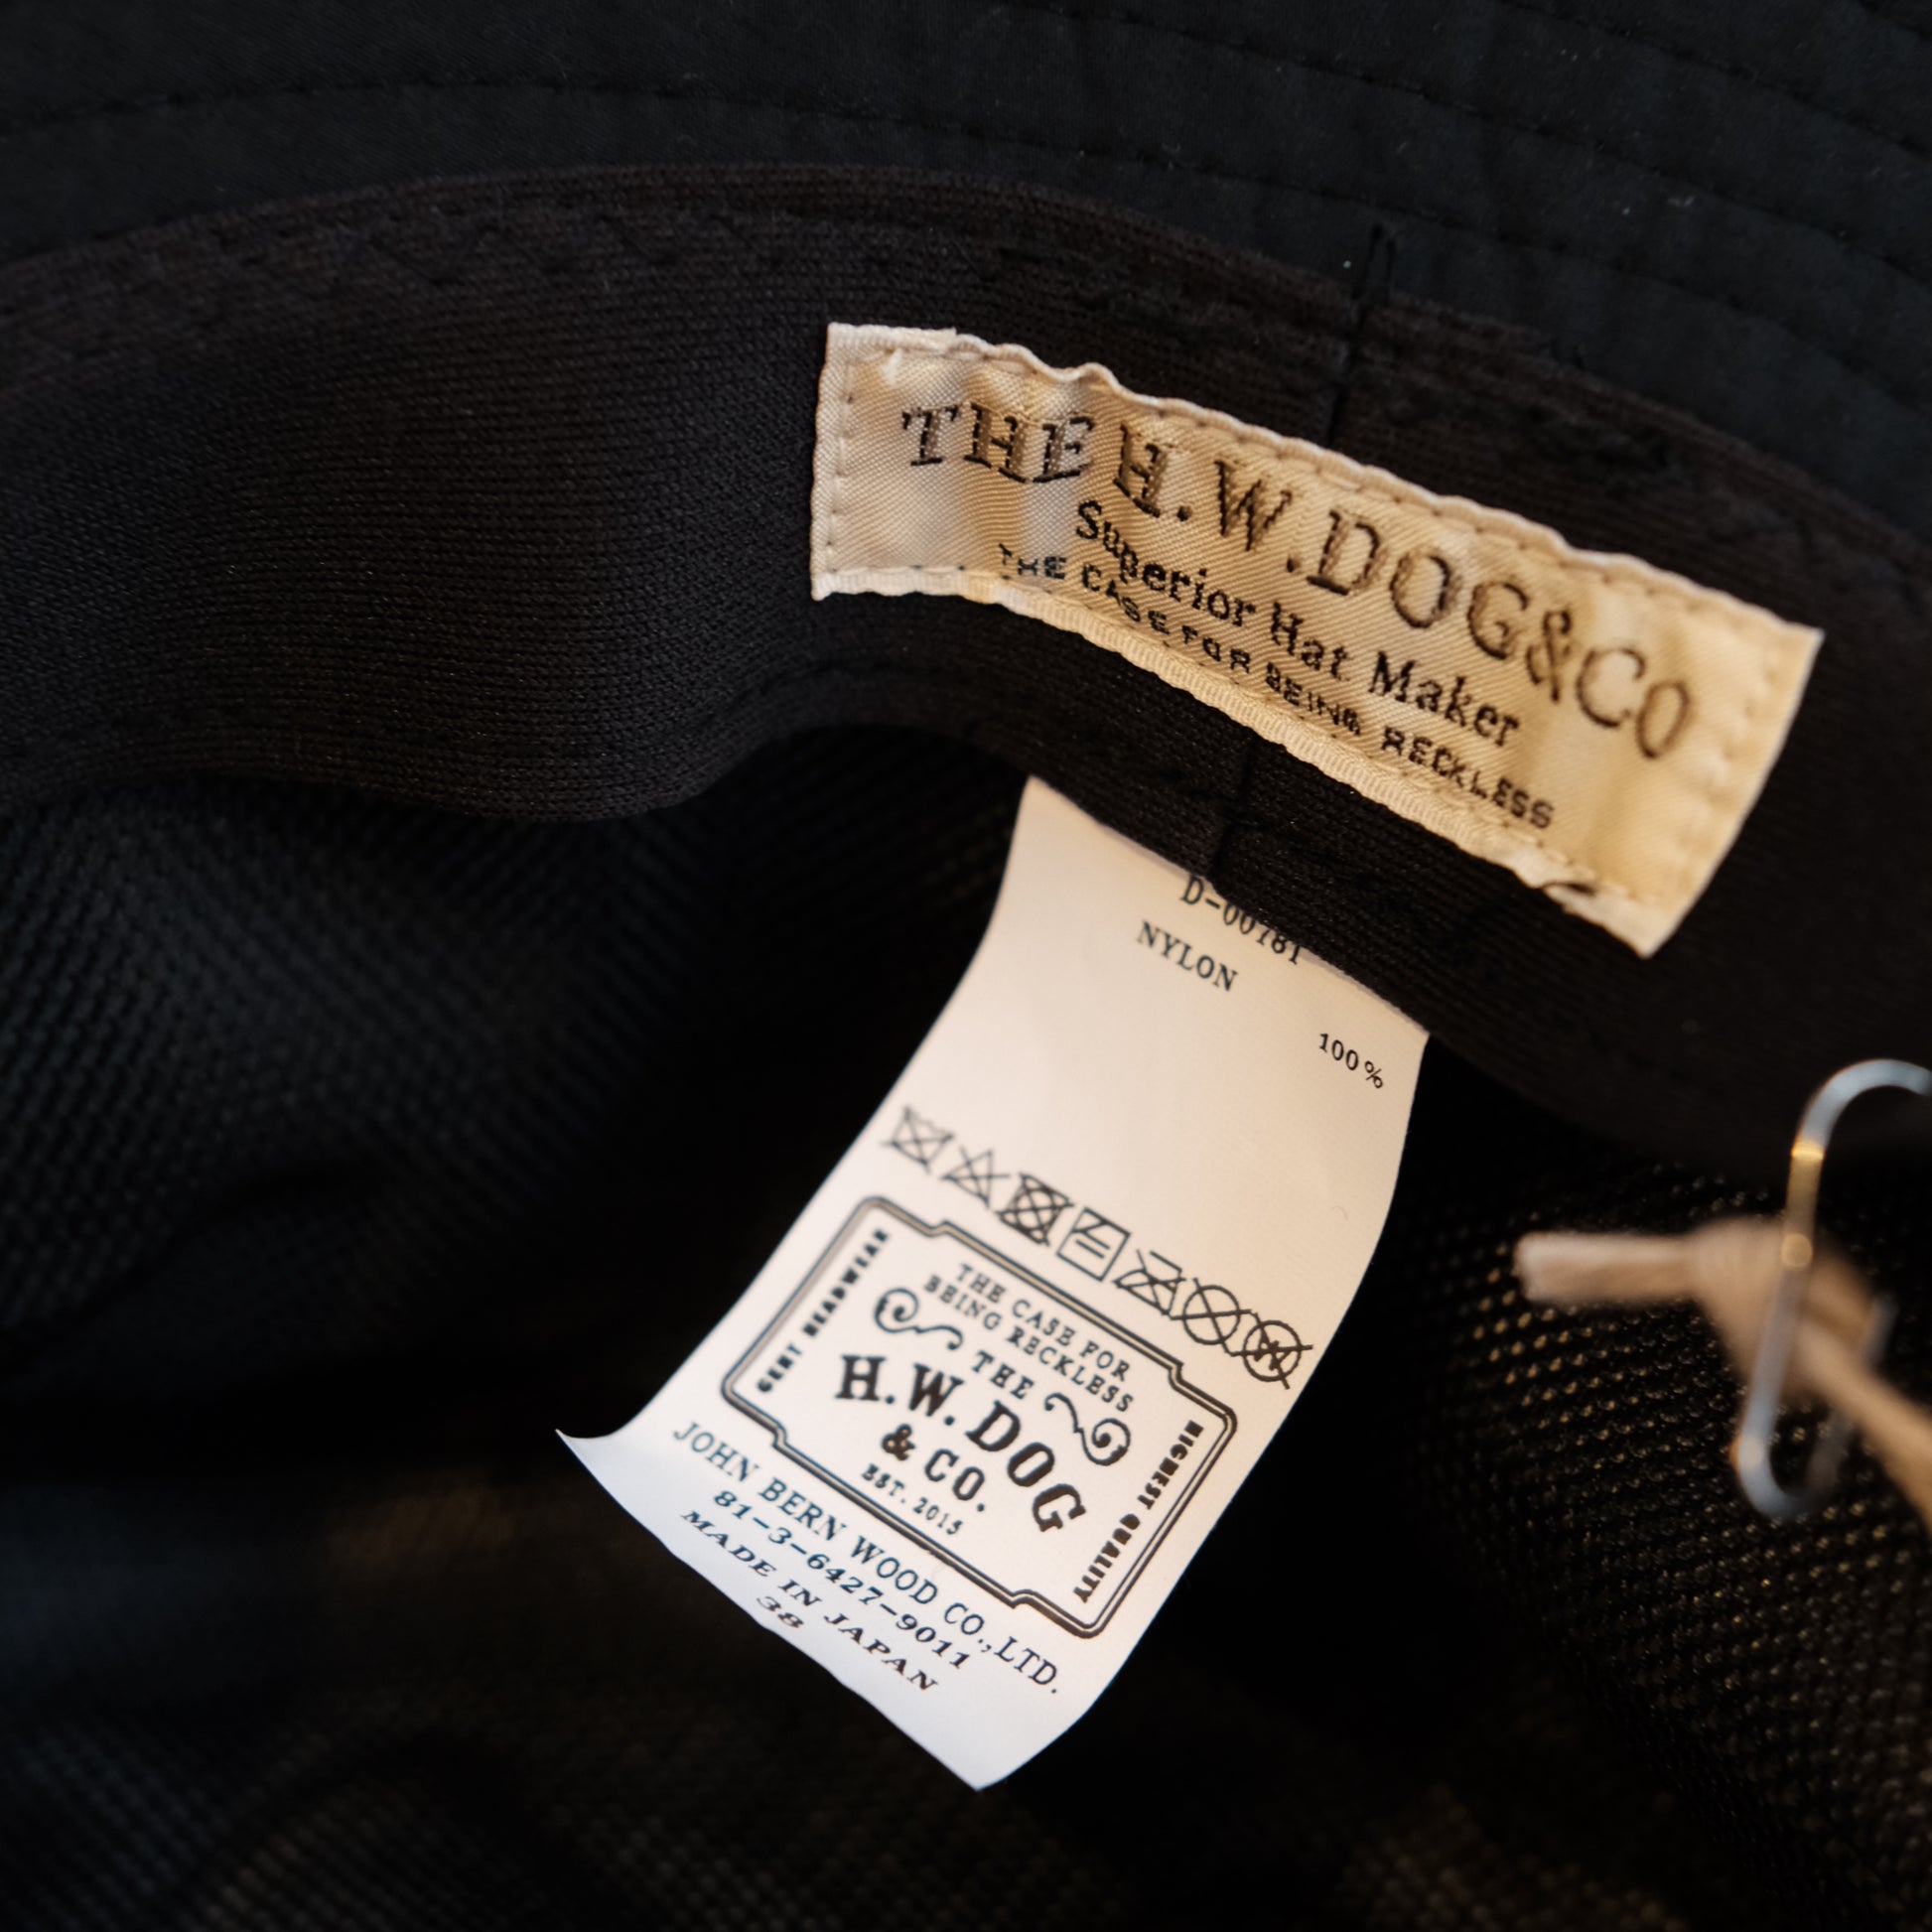 THE H.W.DOG&CO
Superior Hat Maker
THE CASE FOR BEING RECKLESS
D-00781
NYLON
100%
GENT HEADWEAR
THE CASE FOR
BEING RECKLESS
THE
H.W. DOG
& CO.
EST. 2015
HIGHEST QUALITY
JOHN BERN WOOD CO.,LTD.
81-3-6427-9011
MADE IN JAPAN
38